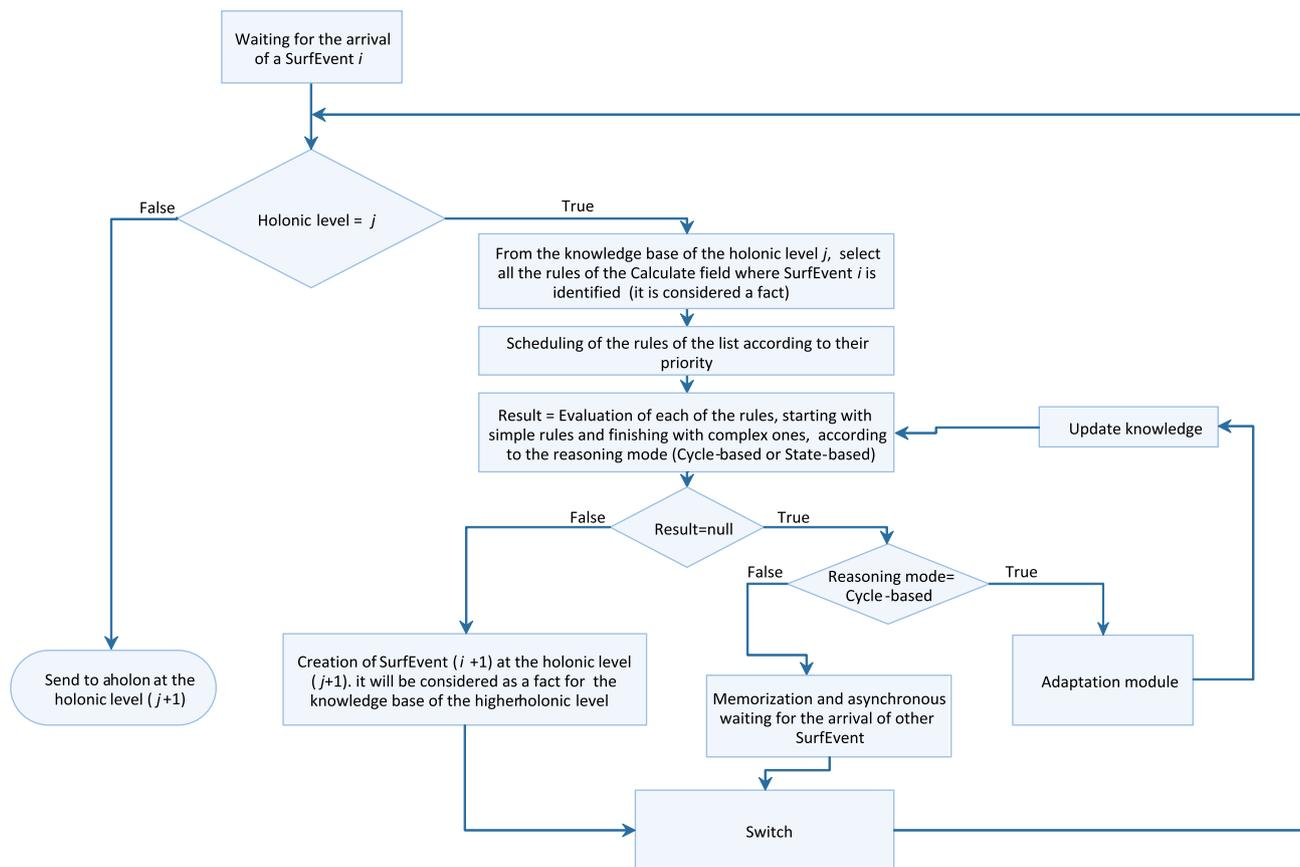 Waiting for the arrival
of a SurfEvent i
False
Holonic level = j
True
From the knowledge base of the holonic level j, select
all the rules of the Calculate field where SurfEvent i is
identified (it is considered a fact)
Scheduling of the rules of the list according to their
priority
Result = Evaluation of each of the rules, starting with
simple rules and finishing with complex ones, according
to the reasoning mode (Cycle-based or State-based)
Update knowledge
False
Result=null
True
False
Reasoning mode=
Cycle-based
True
Send to aholon at the
holonic level ( j+1)
Creation of SurfEvent ( i +1) at the holonic level
( j+1). it will be considered as a fact for the
knowledge base of the higherholonic level
Memorization and asynchronous
waiting for the arrival of other
SurfEvent
Adaptation module
Switch